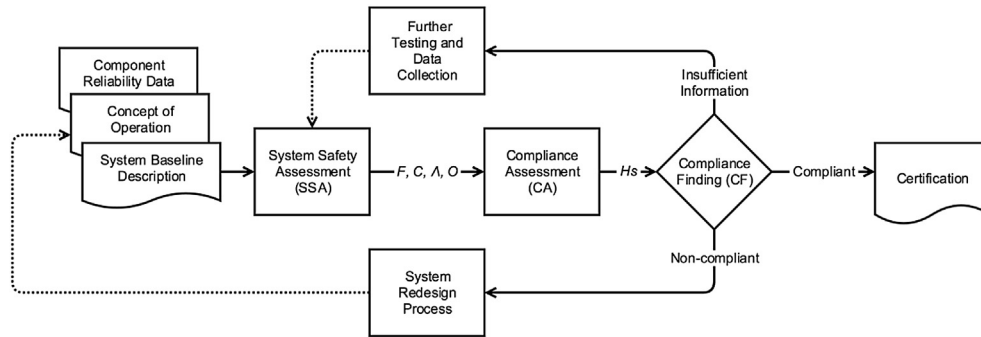 Component
Reliability Data
Concept of
Operation
System Baseline
Description
System Safety
Assessment
(SSA)
Further
Testing and
Data
Collection
F, C, Λ, O
Compliance
Assessment
(CA)
Hs
Insufficient
Information
Compliance
Finding (CF)
Compliant
Certification
Non-compliant
System
Redesign
Process